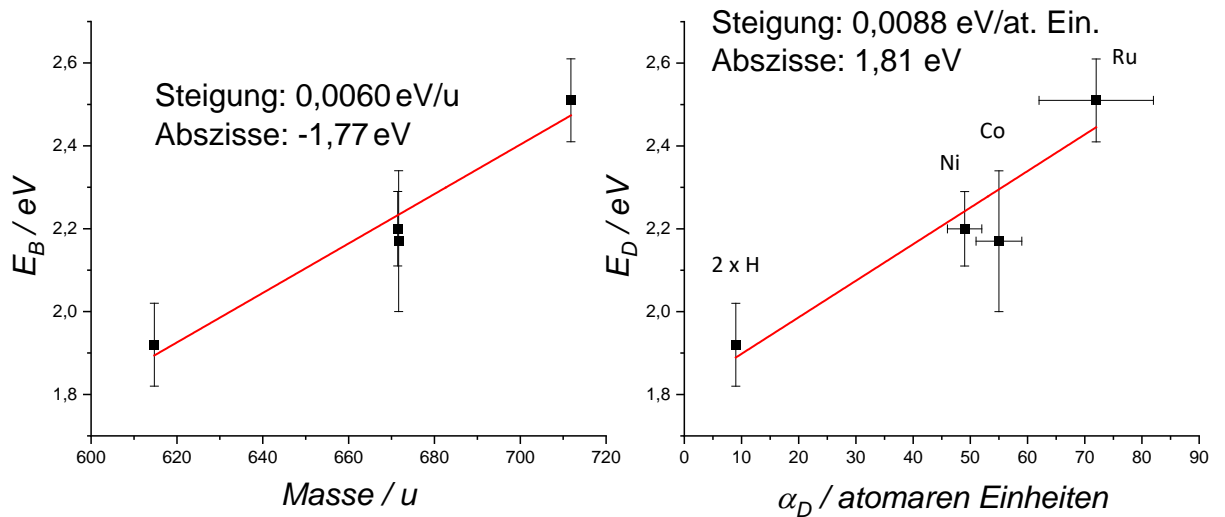 Steigung: 0,0060 eV/u
Abszisse: -1,77 eV
E_B / eV
2,6
2,4
2,2
2,0
1,8
600 620 640 660 680 700 720
Masse / u
Steigung: 0,0088 eV/at. Ein.
Abszisse: 1,81 eV
Ru
Co
Ni
2 x H
E_D / eV
2,6
2,4
2,2
2,0
1,8
0 10 20 30 40 50 60 70 80 90
α_D / atomaren Einheiten